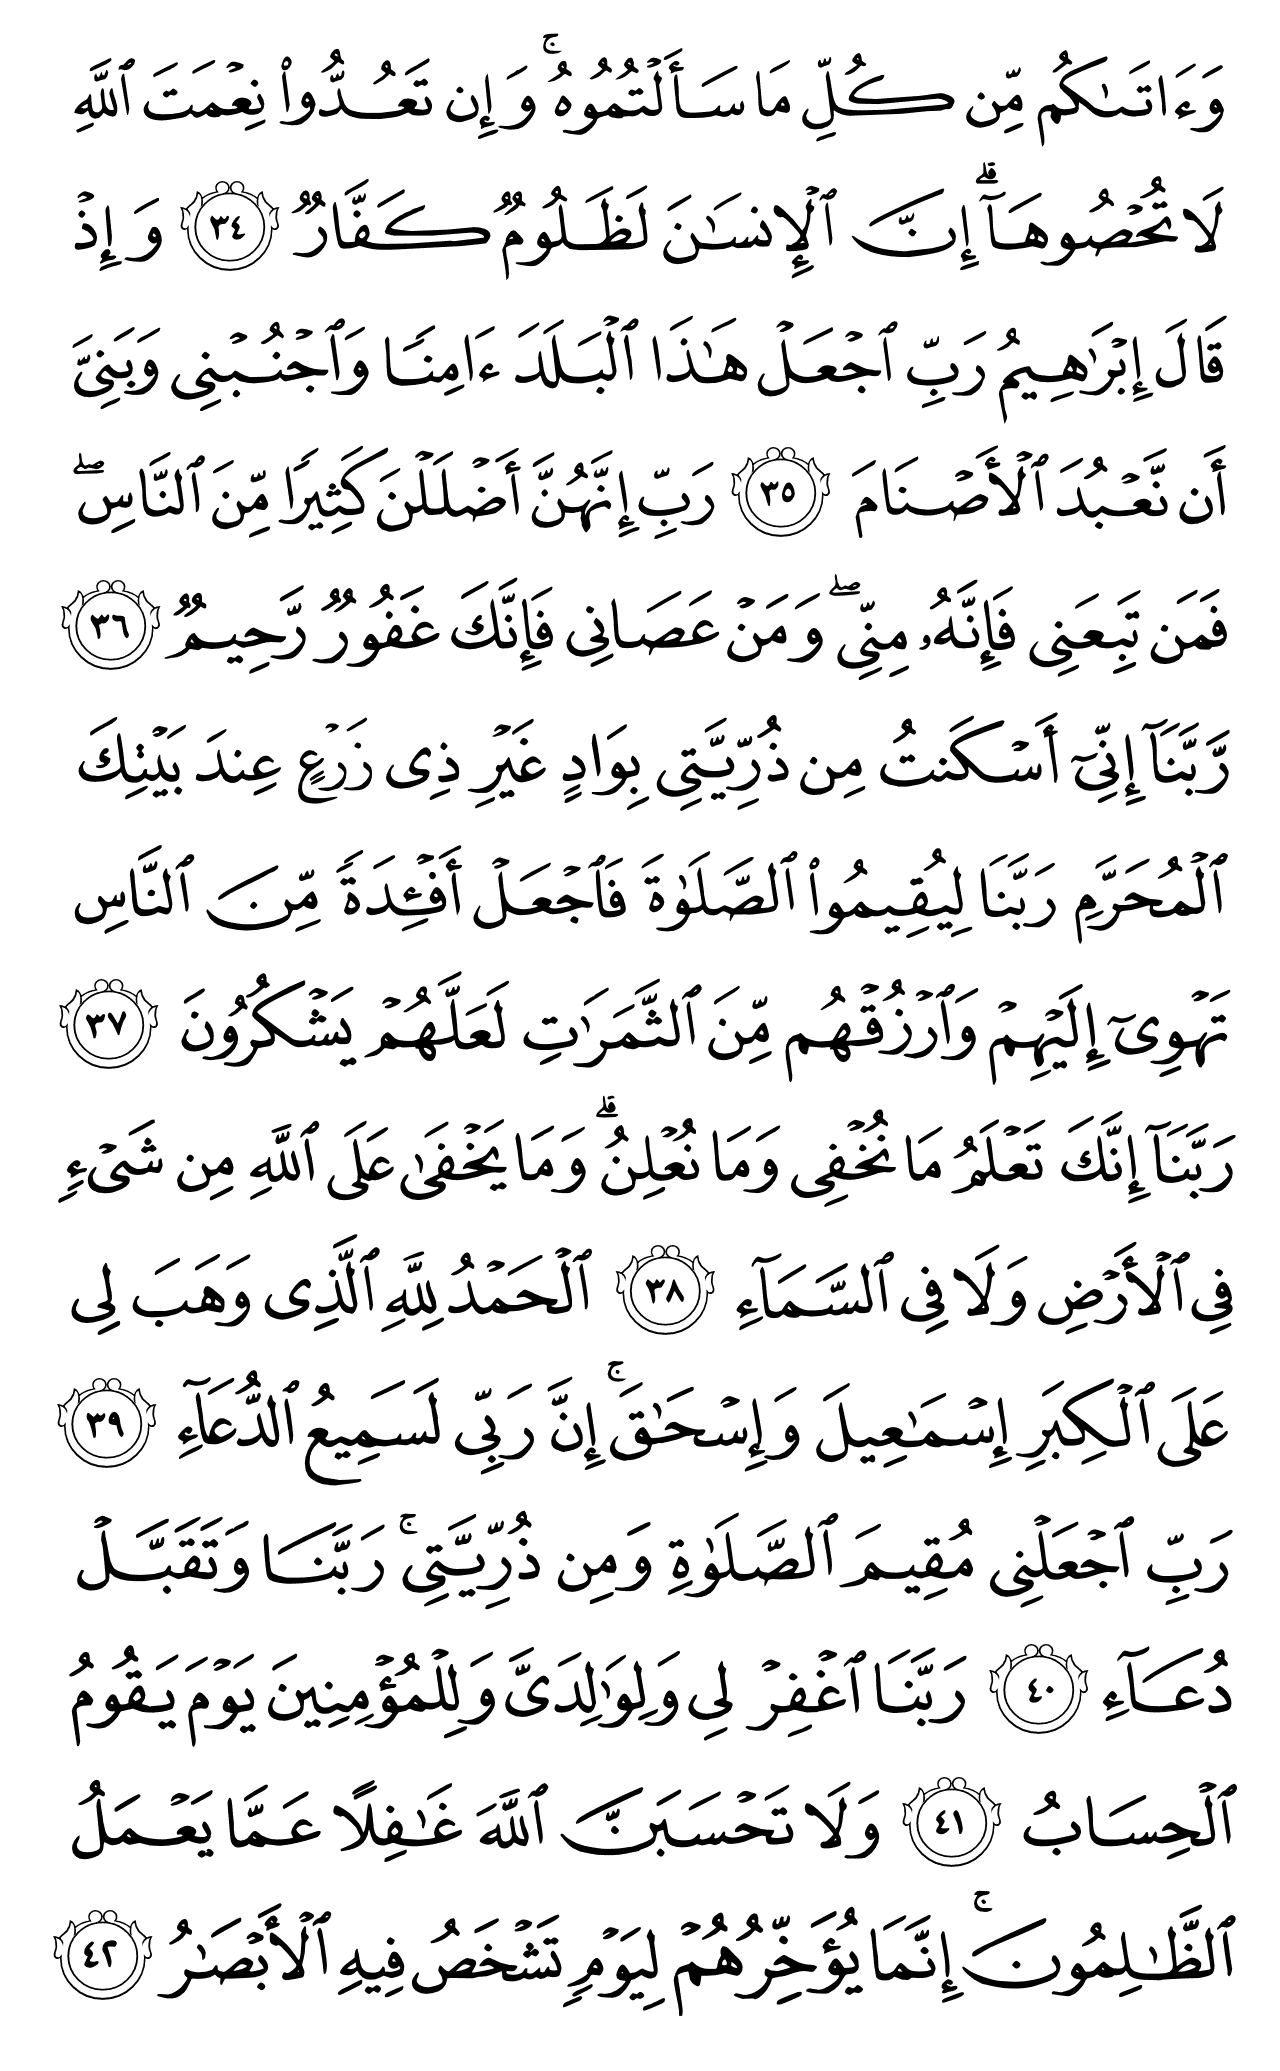 وَءَاتَىٰكُم مِّن كُلِّ مَا سَأَلْتُمُوهُ ۚ وَإِن تَعُدُّوا۟ نِعْمَتَ ٱللَّهِ
لَا تُحْصُوهَآ ۗ إِنَّ ٱلْإِنسَـٰنَ لَظَلُومٌ كَفَّارٌ ٣٤ وَإِذْ
قَالَ إِبْرَٰهِيمُ رَبِّ ٱجْعَلْ هَـٰذَا ٱلْبَلَدَ ءَامِنًا وَٱجْنُبْنِى وَبَنِىَّ
أَن نَّعْبُدَ ٱلْأَصْنَامَ ٣٥ رَبِّ إِنَّهُنَّ أَضْلَلْنَ كَثِيرًا مِّنَ ٱلنَّاسِ ۖ
فَمَن تَبِعَنِى فَإِنَّهُۥ مِنِّى ۖ وَمَنْ عَصَانِى فَإِنَّكَ غَفُورٌ رَّحِيمٌ ٣٦
رَّبَّنَآ إِنِّىٓ أَسْكَنتُ مِن ذُرِّيَّتِى بِوَادٍ غَيْرِ ذِى زَرْعٍ عِندَ بَيْتِكَ
ٱلْمُحَرَّمِ رَبَّنَا لِيُقِيمُوا۟ ٱلصَّلَوٰةَ فَٱجْعَلْ أَفْـِٔدَةً مِّنَ ٱلنَّاسِ
تَهْوِىٓ إِلَيْهِمْ وَٱرْزُقْهُم مِّنَ ٱلثَّمَرَٰتِ لَعَلَّهُمْ يَشْكُرُونَ ٣٧
رَبَّنَآ إِنَّكَ تَعْلَمُ مَا نُخْفِى وَمَا نُعْلِنُ ۗ وَمَا يَخْفَىٰ عَلَى ٱللَّهِ مِن شَىْءٍ
فِى ٱلْأَرْضِ وَلَا فِى ٱلسَّمَآءِ ٣٨ ٱلْحَمْدُ لِلَّهِ ٱلَّذِى وَهَبَ لِى
عَلَى ٱلْكِبَرِ إِسْمَـٰعِيلَ وَإِسْحَـٰقَ ۚ إِنَّ رَبِّى لَسَمِيعُ ٱلدُّعَآءِ ٣٩
رَبِّ ٱجْعَلْنِى مُقِيمَ ٱلصَّلَوٰةِ وَمِن ذُرِّيَّتِى ۚ رَبَّنَا وَتَقَبَّلْ
دُعَآءِ ٤٠ رَبَّنَا ٱغْفِرْ لِى وَلِوَٰلِدَىَّ وَلِلْمُؤْمِنِينَ يَوْمَ يَقُومُ
ٱلْحِسَابُ ٤١ وَلَا تَحْسَبَنَّ ٱللَّهَ غَـٰفِلًا عَمَّا يَعْمَلُ
ٱلظَّـٰلِمُونَ ۚ إِنَّمَا يُؤَخِّرُهُمْ لِيَوْمٍ تَشْخَصُ فِيهِ ٱلْأَبْصَـٰرُ ٤٢